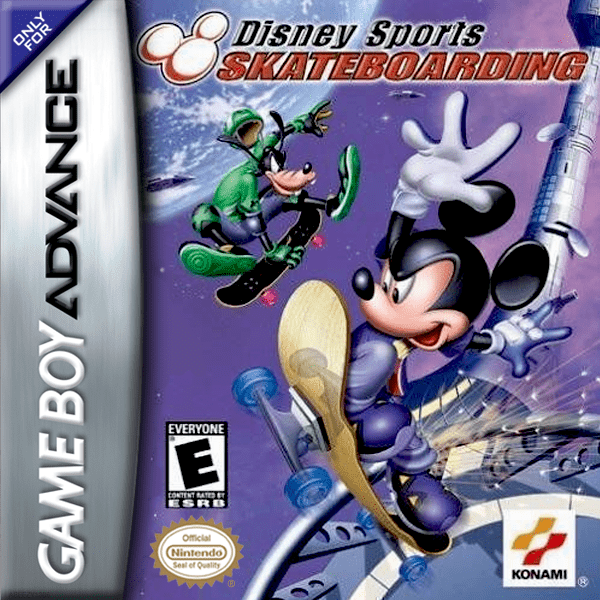 ONLY
FOR
GAME BOY ADVANCE
Disney Sports
SKATEBOARDING
EVERYONE
E
CONTENT RATED BY
ESRB
Official
Nintendo
Seal of Quality
®
KONAMI
®